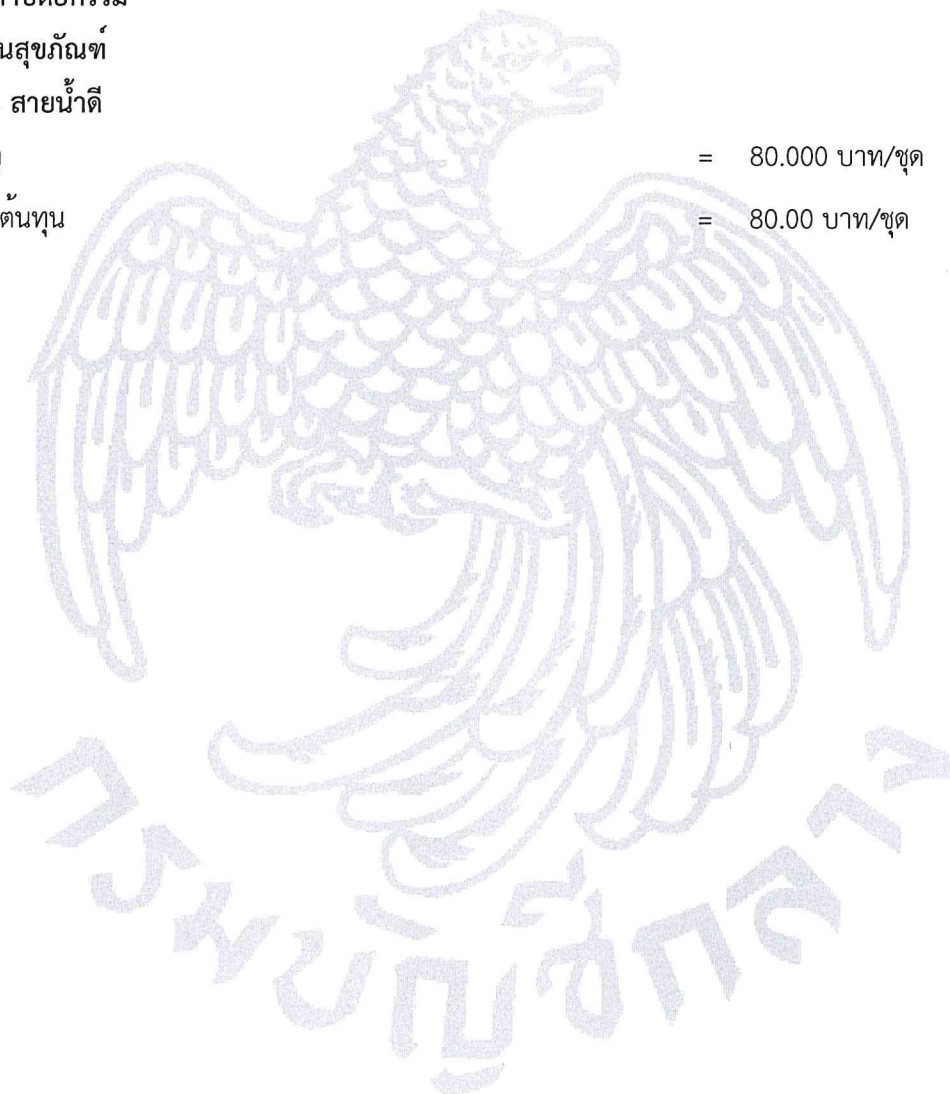 นสุขภัณฑ์
สายน้ำดี
= 80.000 บาท/ชุด
ต้นทุน = 80.00 บาท/ชุด
กรมบัญชีกลาง